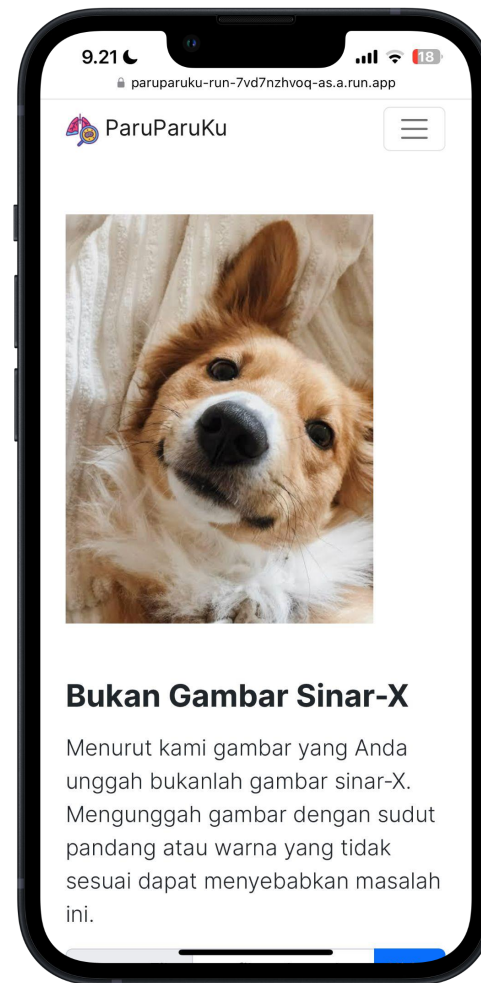 9.21
18
paruparuku-run-7vd7nzhvoq-as.a.run.app
ParuParuKu
Bukan Gambar Sinar-X
Menurut kami gambar yang Anda
unggah bukanlah gambar sinar-X.
Mengunggah gambar dengan sudut
pandang atau warna yang tidak
sesuai dapat menyebabkan masalah
ini.